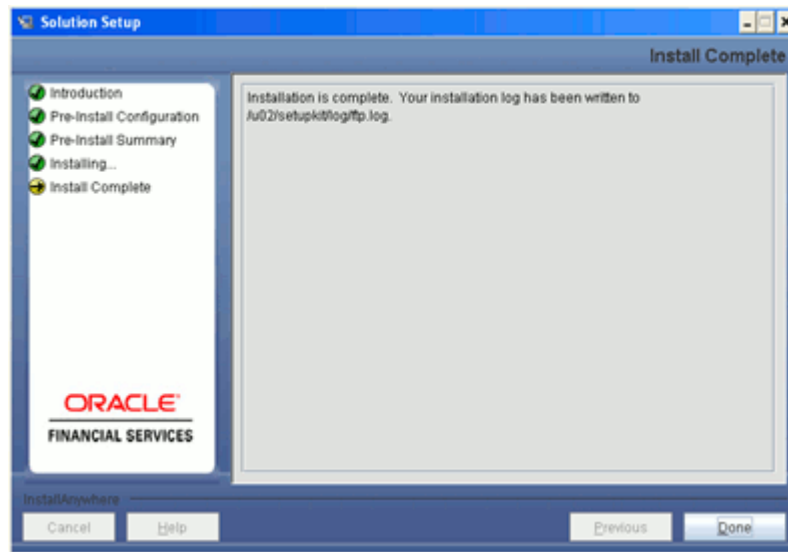 Solution Setup
Install Complete
Introduction
Pre-Install Configuration
Pre-Install Summary
Installing...
Install Complete
Installation is complete. Your installation log has been written to
/u02/setupkit/log/ftp.log.
ORACLE
FINANCIAL SERVICES
InstallAnywhere
Cancel
Help
Previous
Done